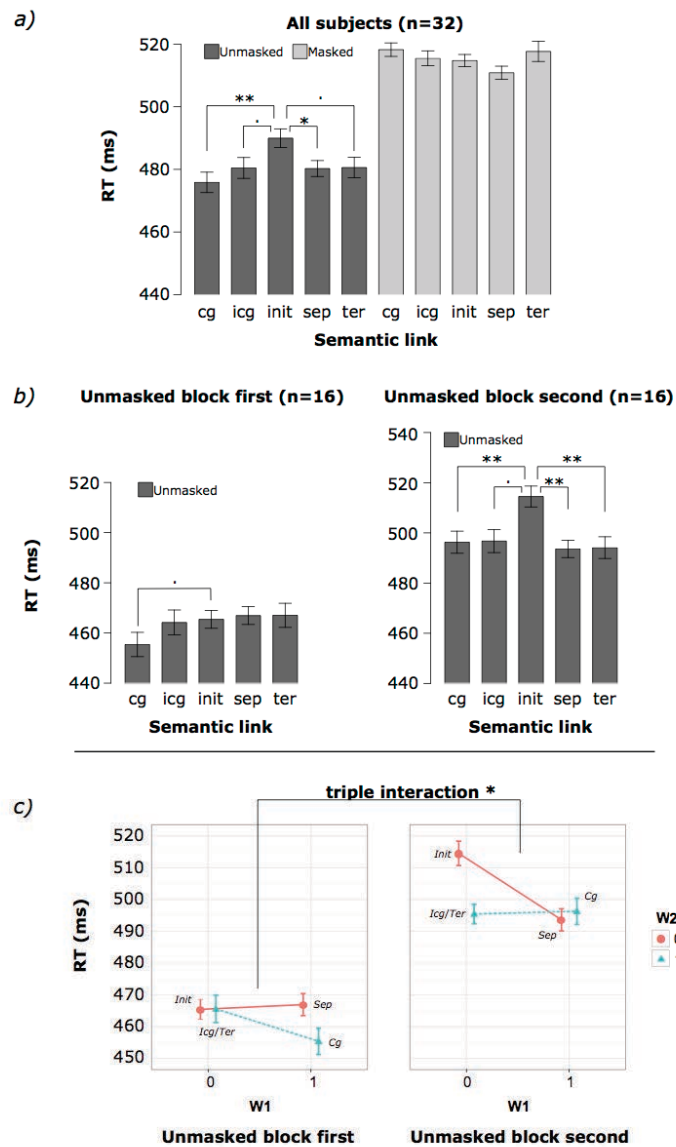 a)
All subjects (n=32)
Unmasked Masked
520
500
480
460
440
RT (ms)
** . * .
cg icg init sep ter cg icg init sep ter
Semantic link
b)
Unmasked block first (n=16)
Unmasked
520
500
480
460
440
RT (ms)
.
cg icg init sep ter
Semantic link
Unmasked block second (n=16)
Unmasked
540
520
500
480
460
440
** . ** **
cg icg init sep ter
Semantic link
c)
triple interaction *
520
510
500
490
480
470
460
450
RT (ms)
Init
Icg/Ter
Sep
Cg
0 1
W1
Unmasked block first
Init
Icg/Ter
Cg
Sep
0 1
W1
Unmasked block second
W2